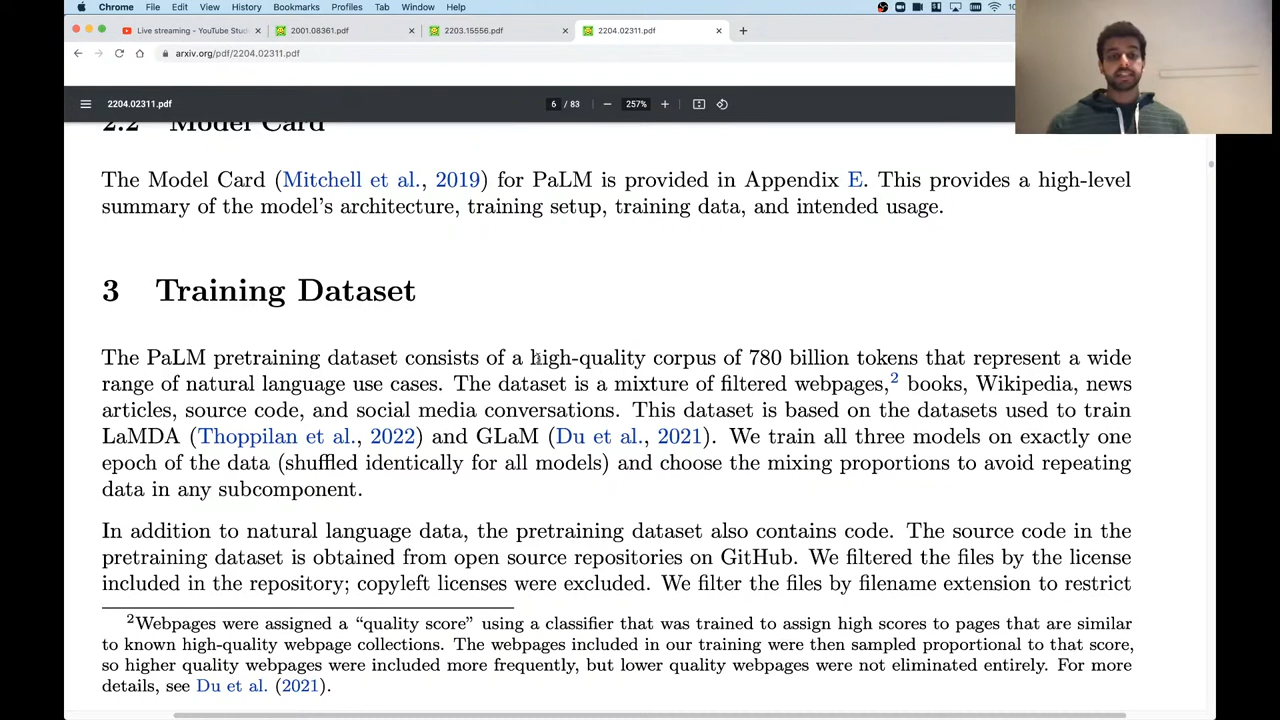 Chrome File Edit View History Bookmarks Profiles Tab Window Help
Live streaming - YouTube Stud
2001.08361.pdf
2203.15556.pdf
2204.02311.pdf
arxiv.org/pdf/2204.02311.pdf
2204.02311.pdf
6 / 83
257%
2.2 Model Card
The Model Card (Mitchell et al., 2019) for PaLM is provided in Appendix E. This provides a high-level
summary of the model's architecture, training setup, training data, and intended usage.
3 Training Dataset
The PaLM pretraining dataset consists of a high-quality corpus of 780 billion tokens that represent a wide
range of natural language use cases. The dataset is a mixture of filtered webpages,2 books, Wikipedia, news
articles, source code, and social media conversations. This dataset is based on the datasets used to train
LaMDA (Thoppilan et al., 2022) and GLaM (Du et al., 2021). We train all three models on exactly one
epoch of the data (shuffled identically for all models) and choose the mixing proportions to avoid repeating
data in any subcomponent.
In addition to natural language data, the pretraining dataset also contains code. The source code in the
pretraining dataset is obtained from open source repositories on GitHub. We filtered the files by the license
included in the repository; copyleft licenses were excluded. We filter the files by filename extension to restrict
2Webpages were assigned a “quality score” using a classifier that was trained to assign high scores to pages that are similar
to known high-quality webpage collections. The webpages included in our training were then sampled proportional to that score,
so higher quality webpages were included more frequently, but lower quality webpages were not eliminated entirely. For more
details, see Du et al. (2021).